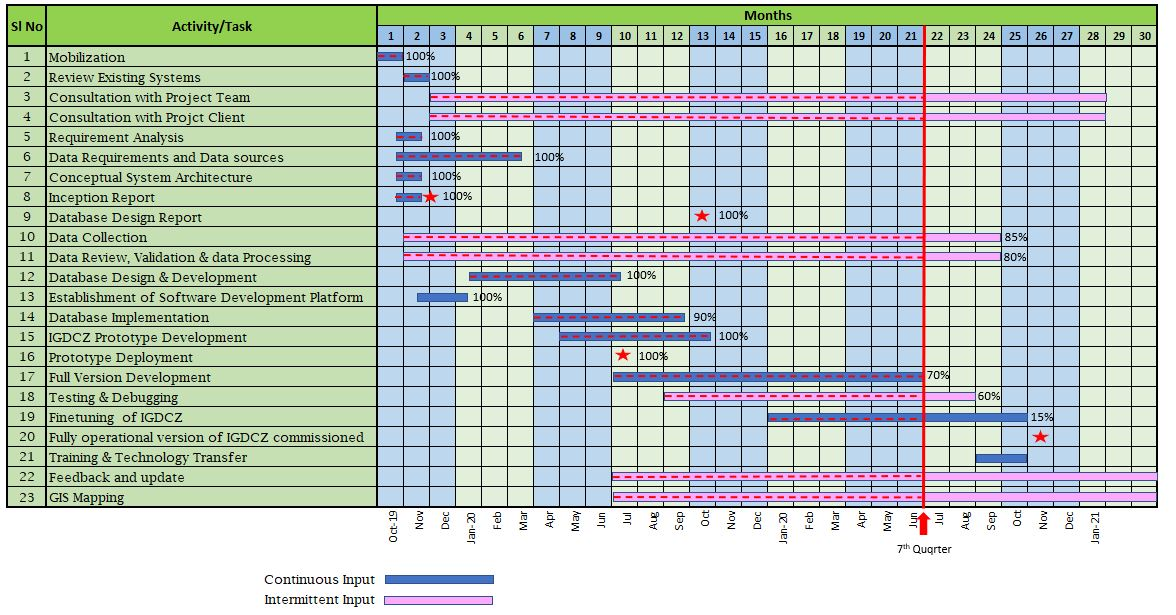 Sl No Activity/Task Months
1 2 3 4 5 6 7 8 9 10 11 12 13 14 15 16 17 18 19 20 21 22 23 24 25 26 27 28 29 30
1 Mobilization 100%
2 Review Existing Systems 100%
3 Consultation with Project Team
4 Consultation with Projct Client
5 Requirement Analysis 100%
6 Data Requirements and Data sources 100%
7 Conceptual System Architecture 100%
8 Inception Report 100%
9 Database Design Report 100%
10 Data Collection 85%
11 Data Review, Validation & data Processing 80%
12 Database Design & Development 100%
13 Establishment of Software Development Platform 100%
14 Database Implementation 90%
15 IGDCZ Prototype Development 100%
16 Prototype Deployment 100%
17 Full Version Development 70%
18 Testing & Debugging 60%
19 Finetuning of IGDCZ 15%
20 Fully operational version of IGDCZ commissioned
21 Training & Technology Transfer
22 Feedback and update
23 GIS Mapping
Oct-19 Nov Dec Jan-20 Feb Mar Apr May Jun Jul Aug Sep Oct Nov Dec Jan-20 Feb Mar Apr May Jun Jul Aug Sep Oct Nov Dec Jan-21
7th Ququrter
Continuous Input
Intermittent Input